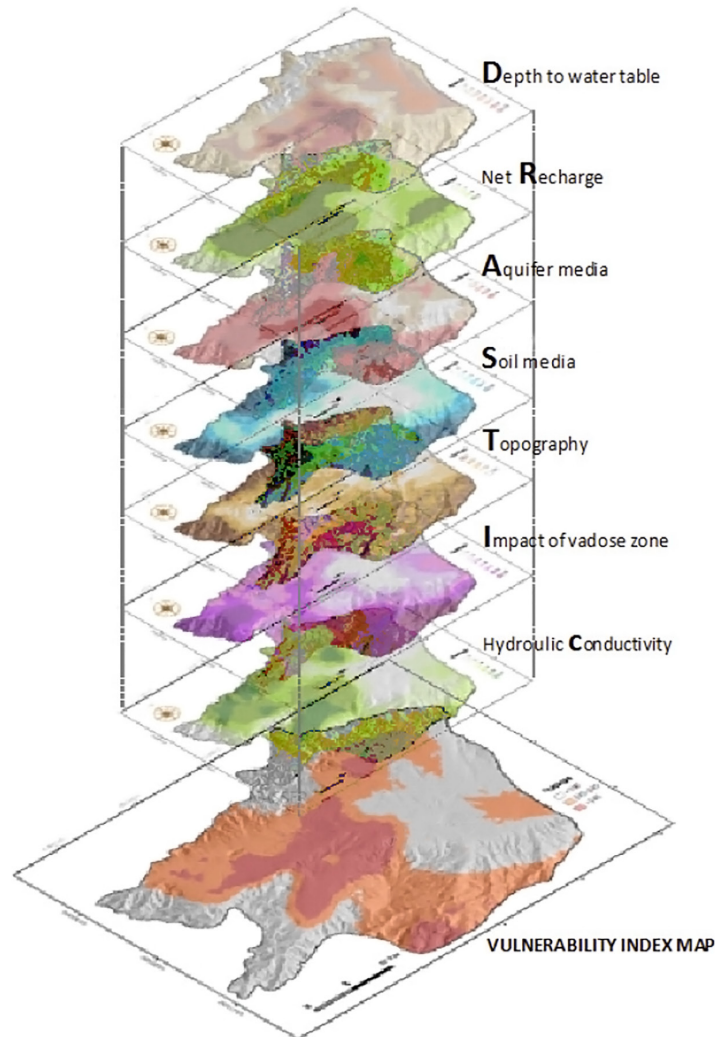 Depth to water table
Net Recharge
Aquifer media
Soil media
Topography
Impact of vadose zone
Hydroulic Conductivity
VULNERABILITY INDEX MAP